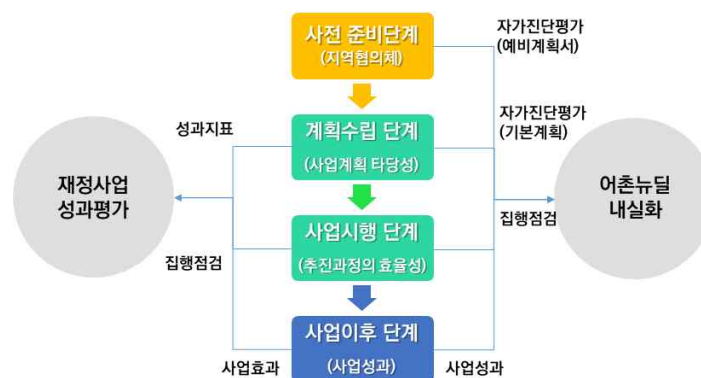 사전 준비단계
(지역협의체)
자가진단평가
(예비계획서)
성과지표
계획수립 단계
(사업계획 타당성)
자가진단평가
(기본계획)
재정사업
성과평가
어촌뉴딜
내실화
집행점검
사업시행 단계
(추진과정의 효율성)
집행점검
사업이후 단계
(사업성과)
사업효과
사업성과